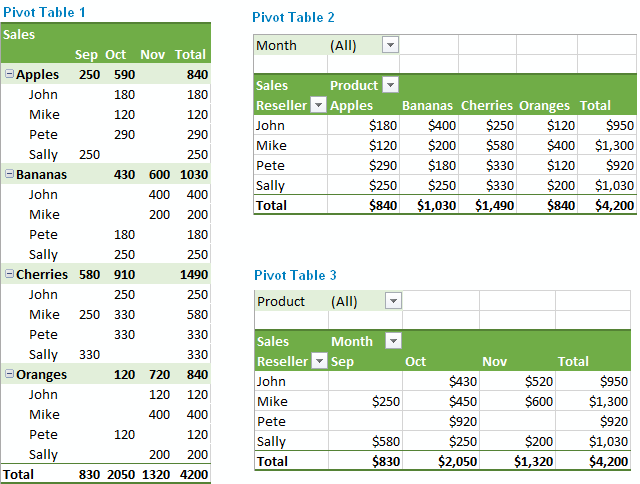 Pivot Table 1
Sales
Sep Oct Nov Total
Apples 250 590 840
John 180 180
Mike 120 120
Pete 290 290
Sally 250 250
Bananas 430 600 1030
John 400 400
Mike 200 200
Pete 180 180
Sally 250 250
Cherries 580 910 1490
John 250 250
Mike 250 330 580
Pete 330 330
Sally 330 330
Oranges 120 720 840
John 120 120
Mike 400 400
Pete 120 120
Sally 200 200
Total 830 2050 1320 4200
Pivot Table 2
Month (All)
Sales Product
Reseller Apples Bananas Cherries Oranges Total
John $180 $400 $250 $120 $950
Mike $120 $200 $580 $400 $1,300
Pete $290 $180 $330 $120 $920
Sally $250 $250 $330 $200 $1,030
Total $840 $1,030 $1,490 $840 $4,200
Pivot Table 3
Product (All)
Sales Month
Reseller Sep Oct Nov Total
John $430 $520 $950
Mike $250 $450 $600 $1,300
Pete $920 $920
Sally $580 $250 $200 $1,030
Total $830 $2,050 $1,320 $4,200